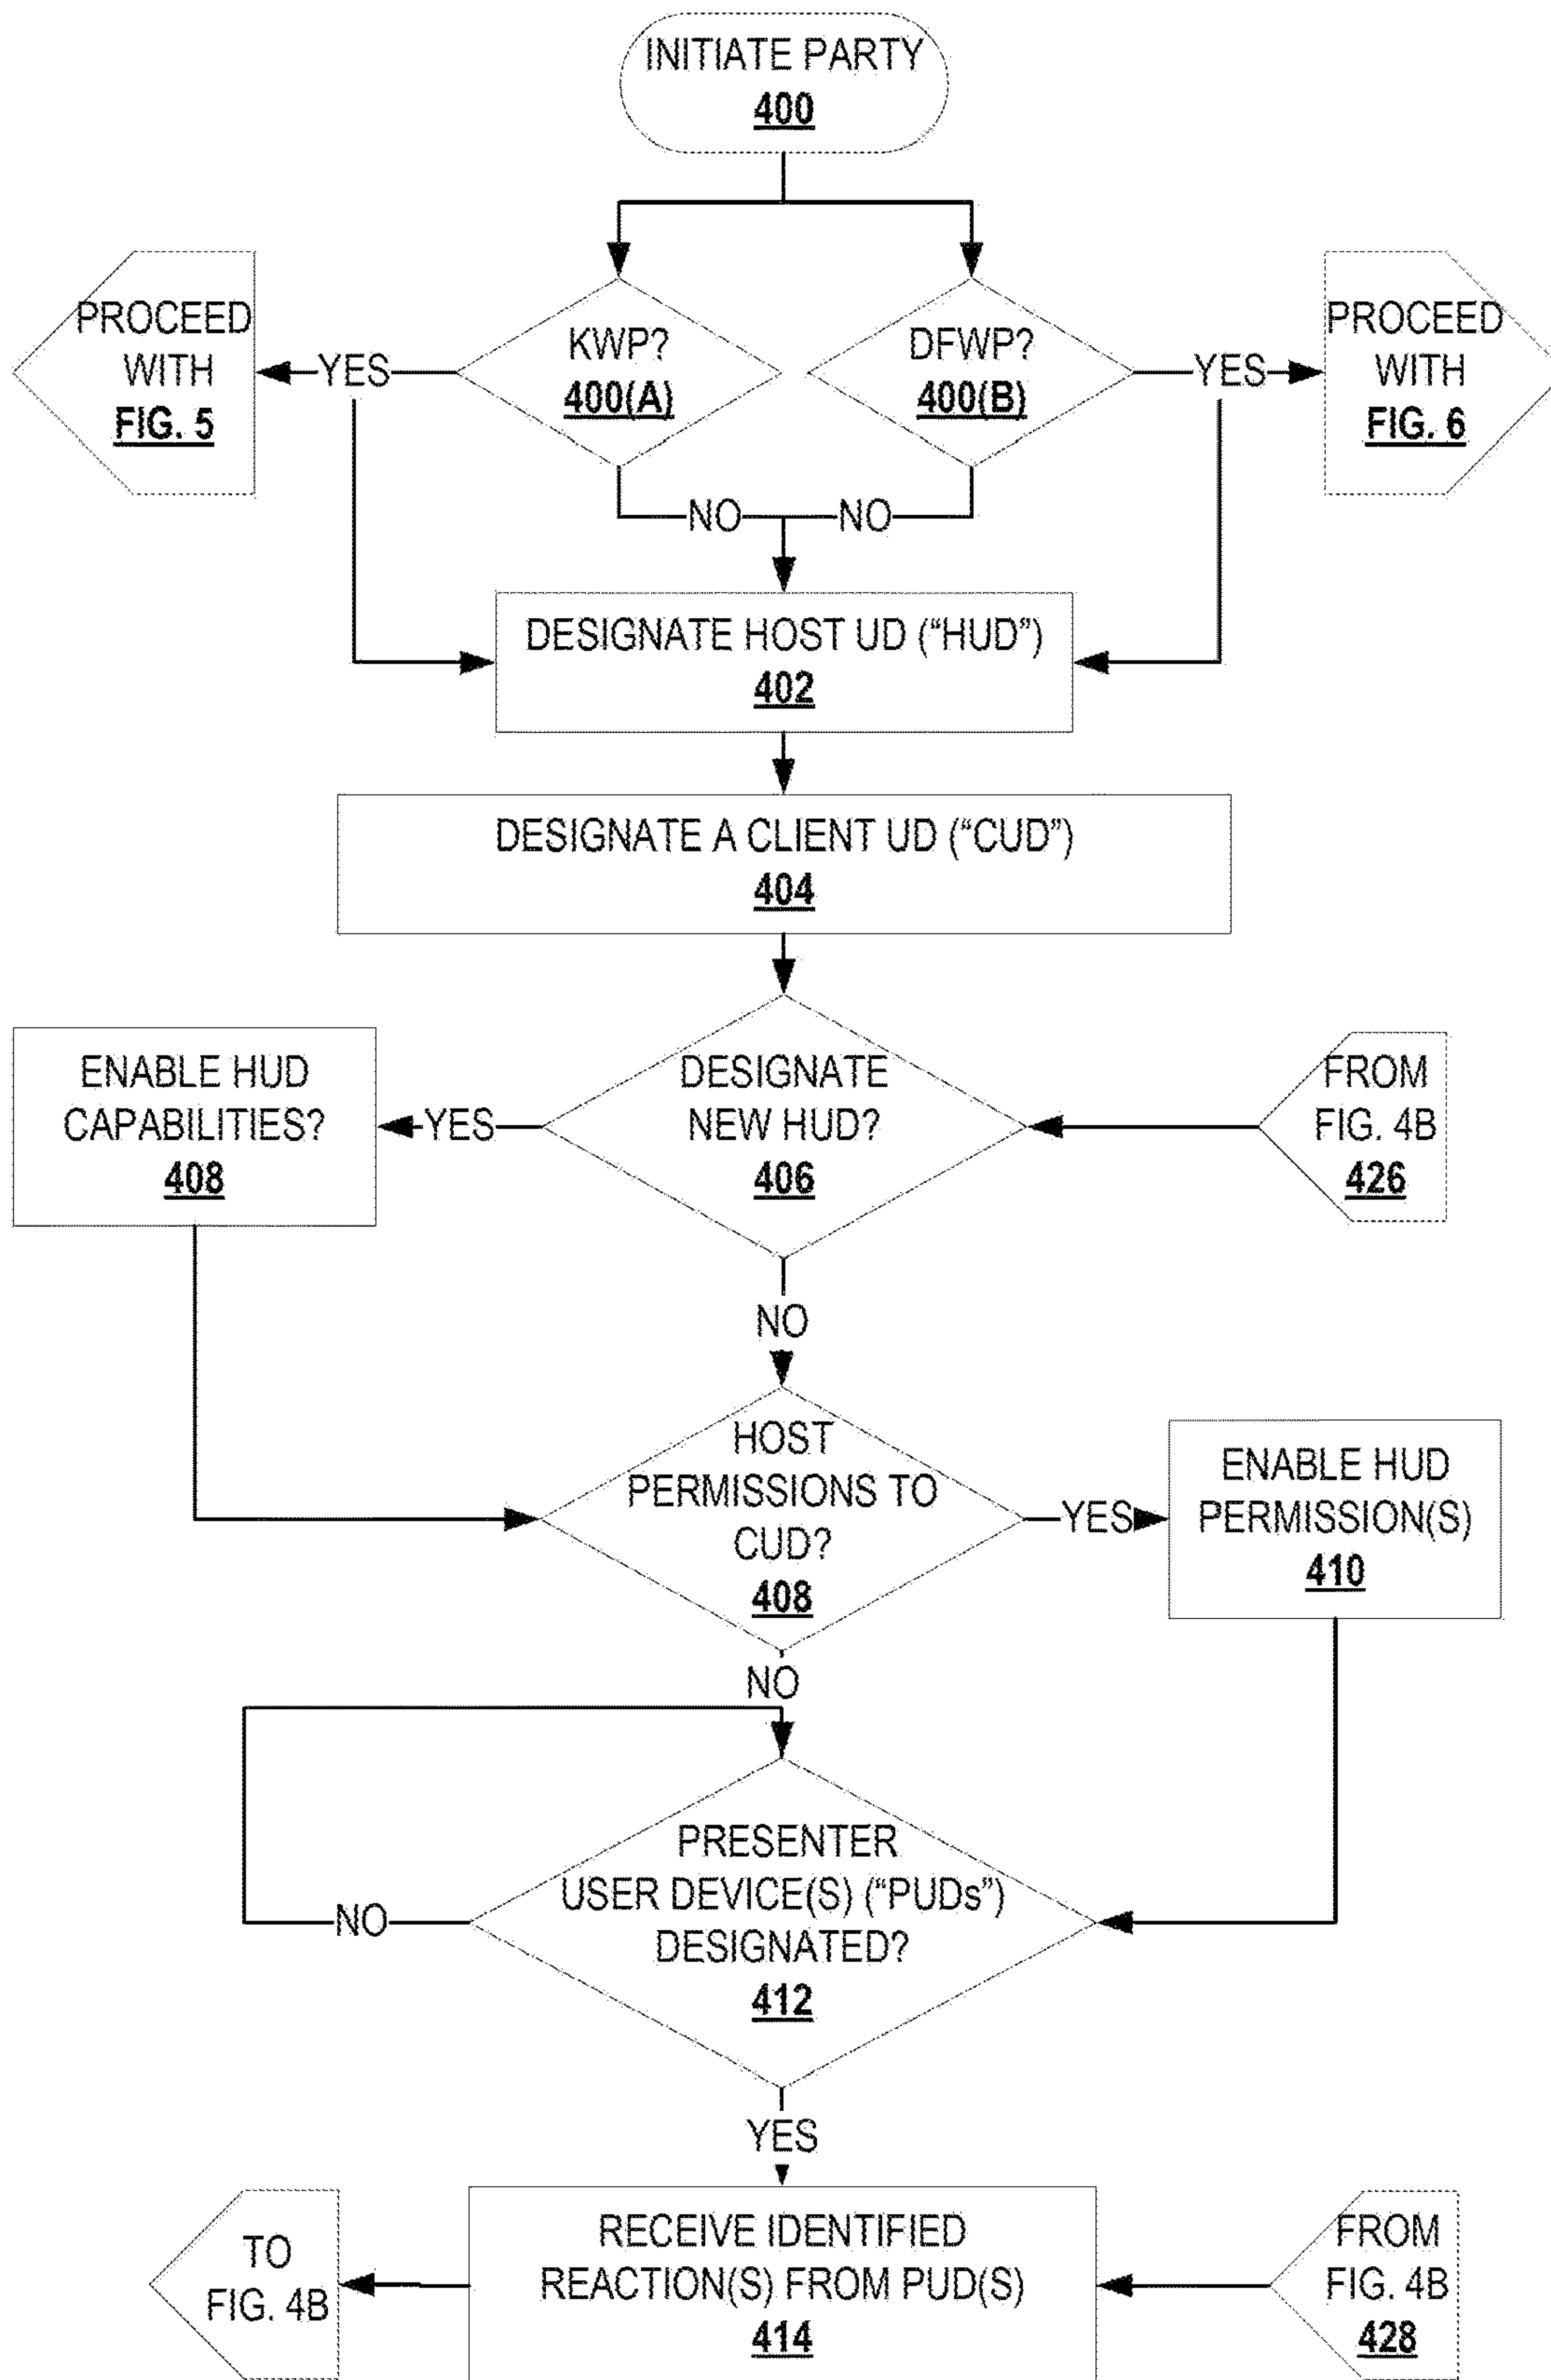 INITIATE PARTY
400
PROCEED
WITH
FIG. 5
YES
KWP?
400(A)
DFWP?
400(B)
YES
PROCEED
WITH
FIG. 6
NO
NO
DESIGNATE HOST UD (“HUD”)
402
DESIGNATE A CLIENT UD (“CUD”)
404
ENABLE HUD
CAPABILITIES?
408
YES
DESIGNATE
NEW HUD?
406
FROM
FIG. 4B
426
NO
HOST
PERMISSIONS TO
CUD?
408
YES
ENABLE HUD
PERMISSION(S)
410
NO
PRESENTER
USER DEVICE(S) (“PUDs”)
DESIGNATED?
412
NO
YES
TO
FIG. 4B
RECEIVE IDENTIFIED
REACTION(S) FROM PUD(S)
414
FROM
FIG. 4B
428